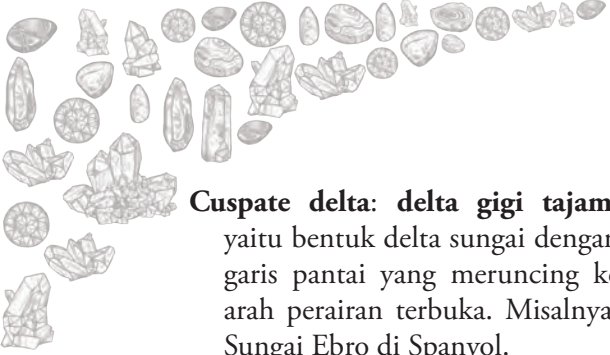 Cuspate delta: delta gigi tajam
yaitu bentuk delta sungai dengan
garis pantai yang meruncing ke
arah perairan terbuka. Misalnya
Sungai Ebro di Spanyol.